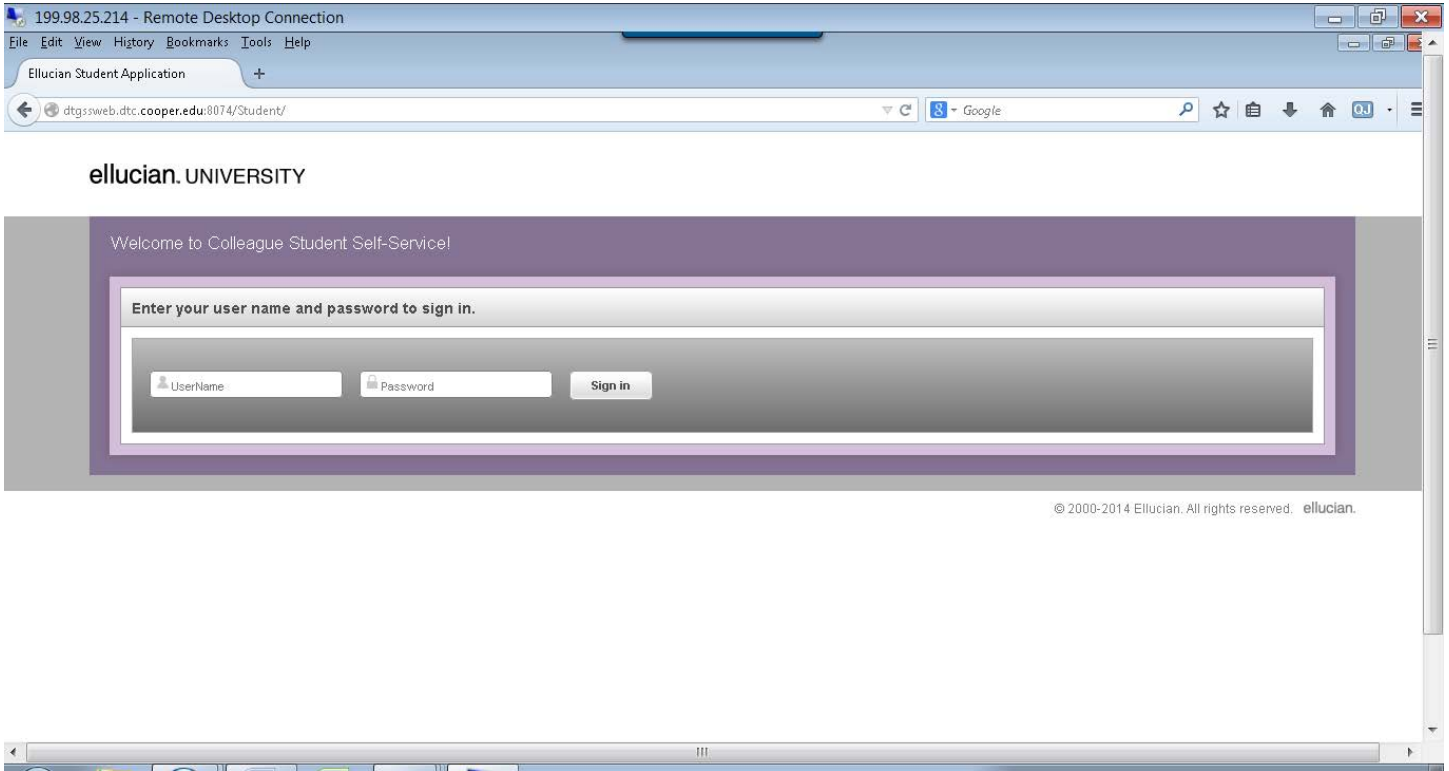 199.98.25.214 - Remote Desktop Connection
File Edit View History Bookmarks Tools Help
Ellucian Student Application +
dtgssweb.dtc.cooper.edu:8074/Student/ 8 Google QJ
ellucian. UNIVERSITY
Welcome to Colleague Student Self-Service!
Enter your user name and password to sign in.
UserName Password Sign in
© 2000-2014 Ellucian. All rights reserved. ellucian.